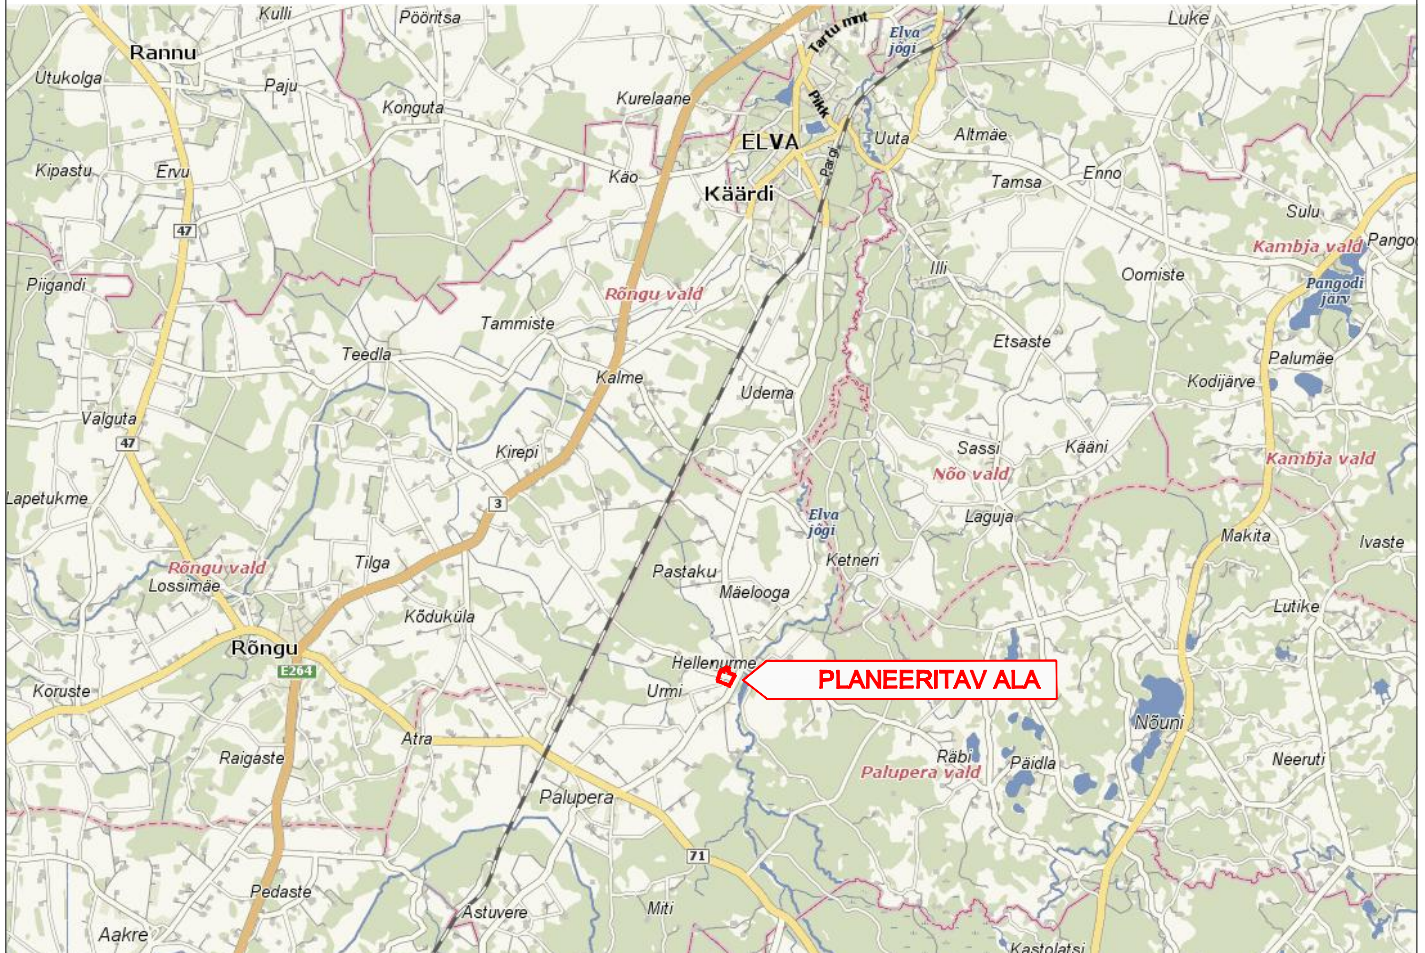 Kulli
Pööritsa
Luke
Rannu
Tartu mnt
Elva
jõgi
Utukolga
Paju
Kurelaane
Konguta
Pikk
ELVA
Uuta
Altmäe
Kipastu
Ervu
Käo
Pargi
Enno
Tamsa
Käärdi
Sulu
47
Kambja vald
Piigandi
Illi
Oomiste
Rõngu vald
Pangodi
järv
Tammiste
Etsaste
Teedla
Palumäe
Kalme
Kodijärve
Uderna
Valguta
47
Kirepi
Sassi
Kääni
Nõo vald
Kambja vald
Lapetukme
3
Elva
jõgi
Laguja
Makita
Ivaste
Rõngu vald
Tilga
Ketneri
Lossimäe
Pastaku
Mäelooga
Kõduküla
Lutike
Rõngu
E264
Hellenurme
Koruste
Urmi
PLANEERITAV ALA
Nõuni
Atra
Raigaste
Räbi
Päidla
Neeruti
Palupera vald
Palupera
71
Pedaste
Astuvere
Miti
Aakre
Kastolatsi